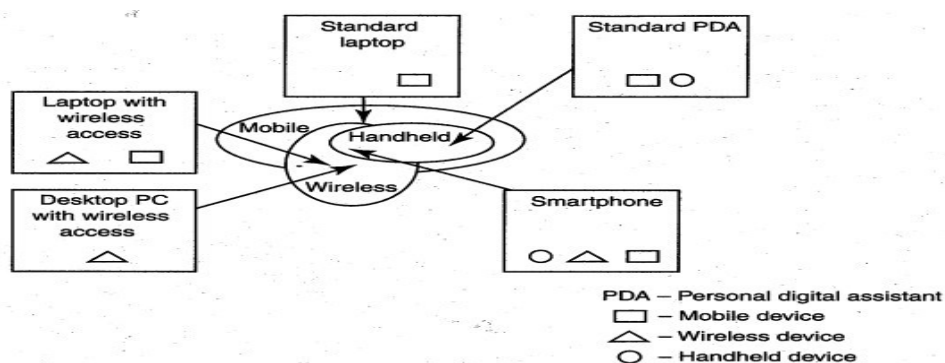 Standard
laptop
Standard PDA
Laptop with
wireless
access
Mobile
Handheld
Wireless
Desktop PC
with wireless
access
Smartphone
PDA – Personal digital assistant
– Mobile device
– Wireless device
– Handheld device